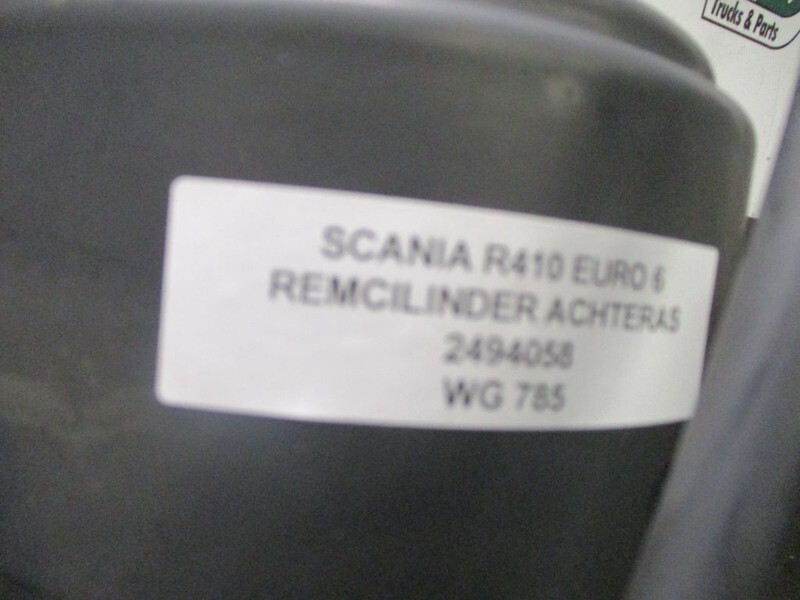 Trucks & Parts
SCANIA R410 EURO 6
REMCILINDER ACHTERAS
2494058
WG 785